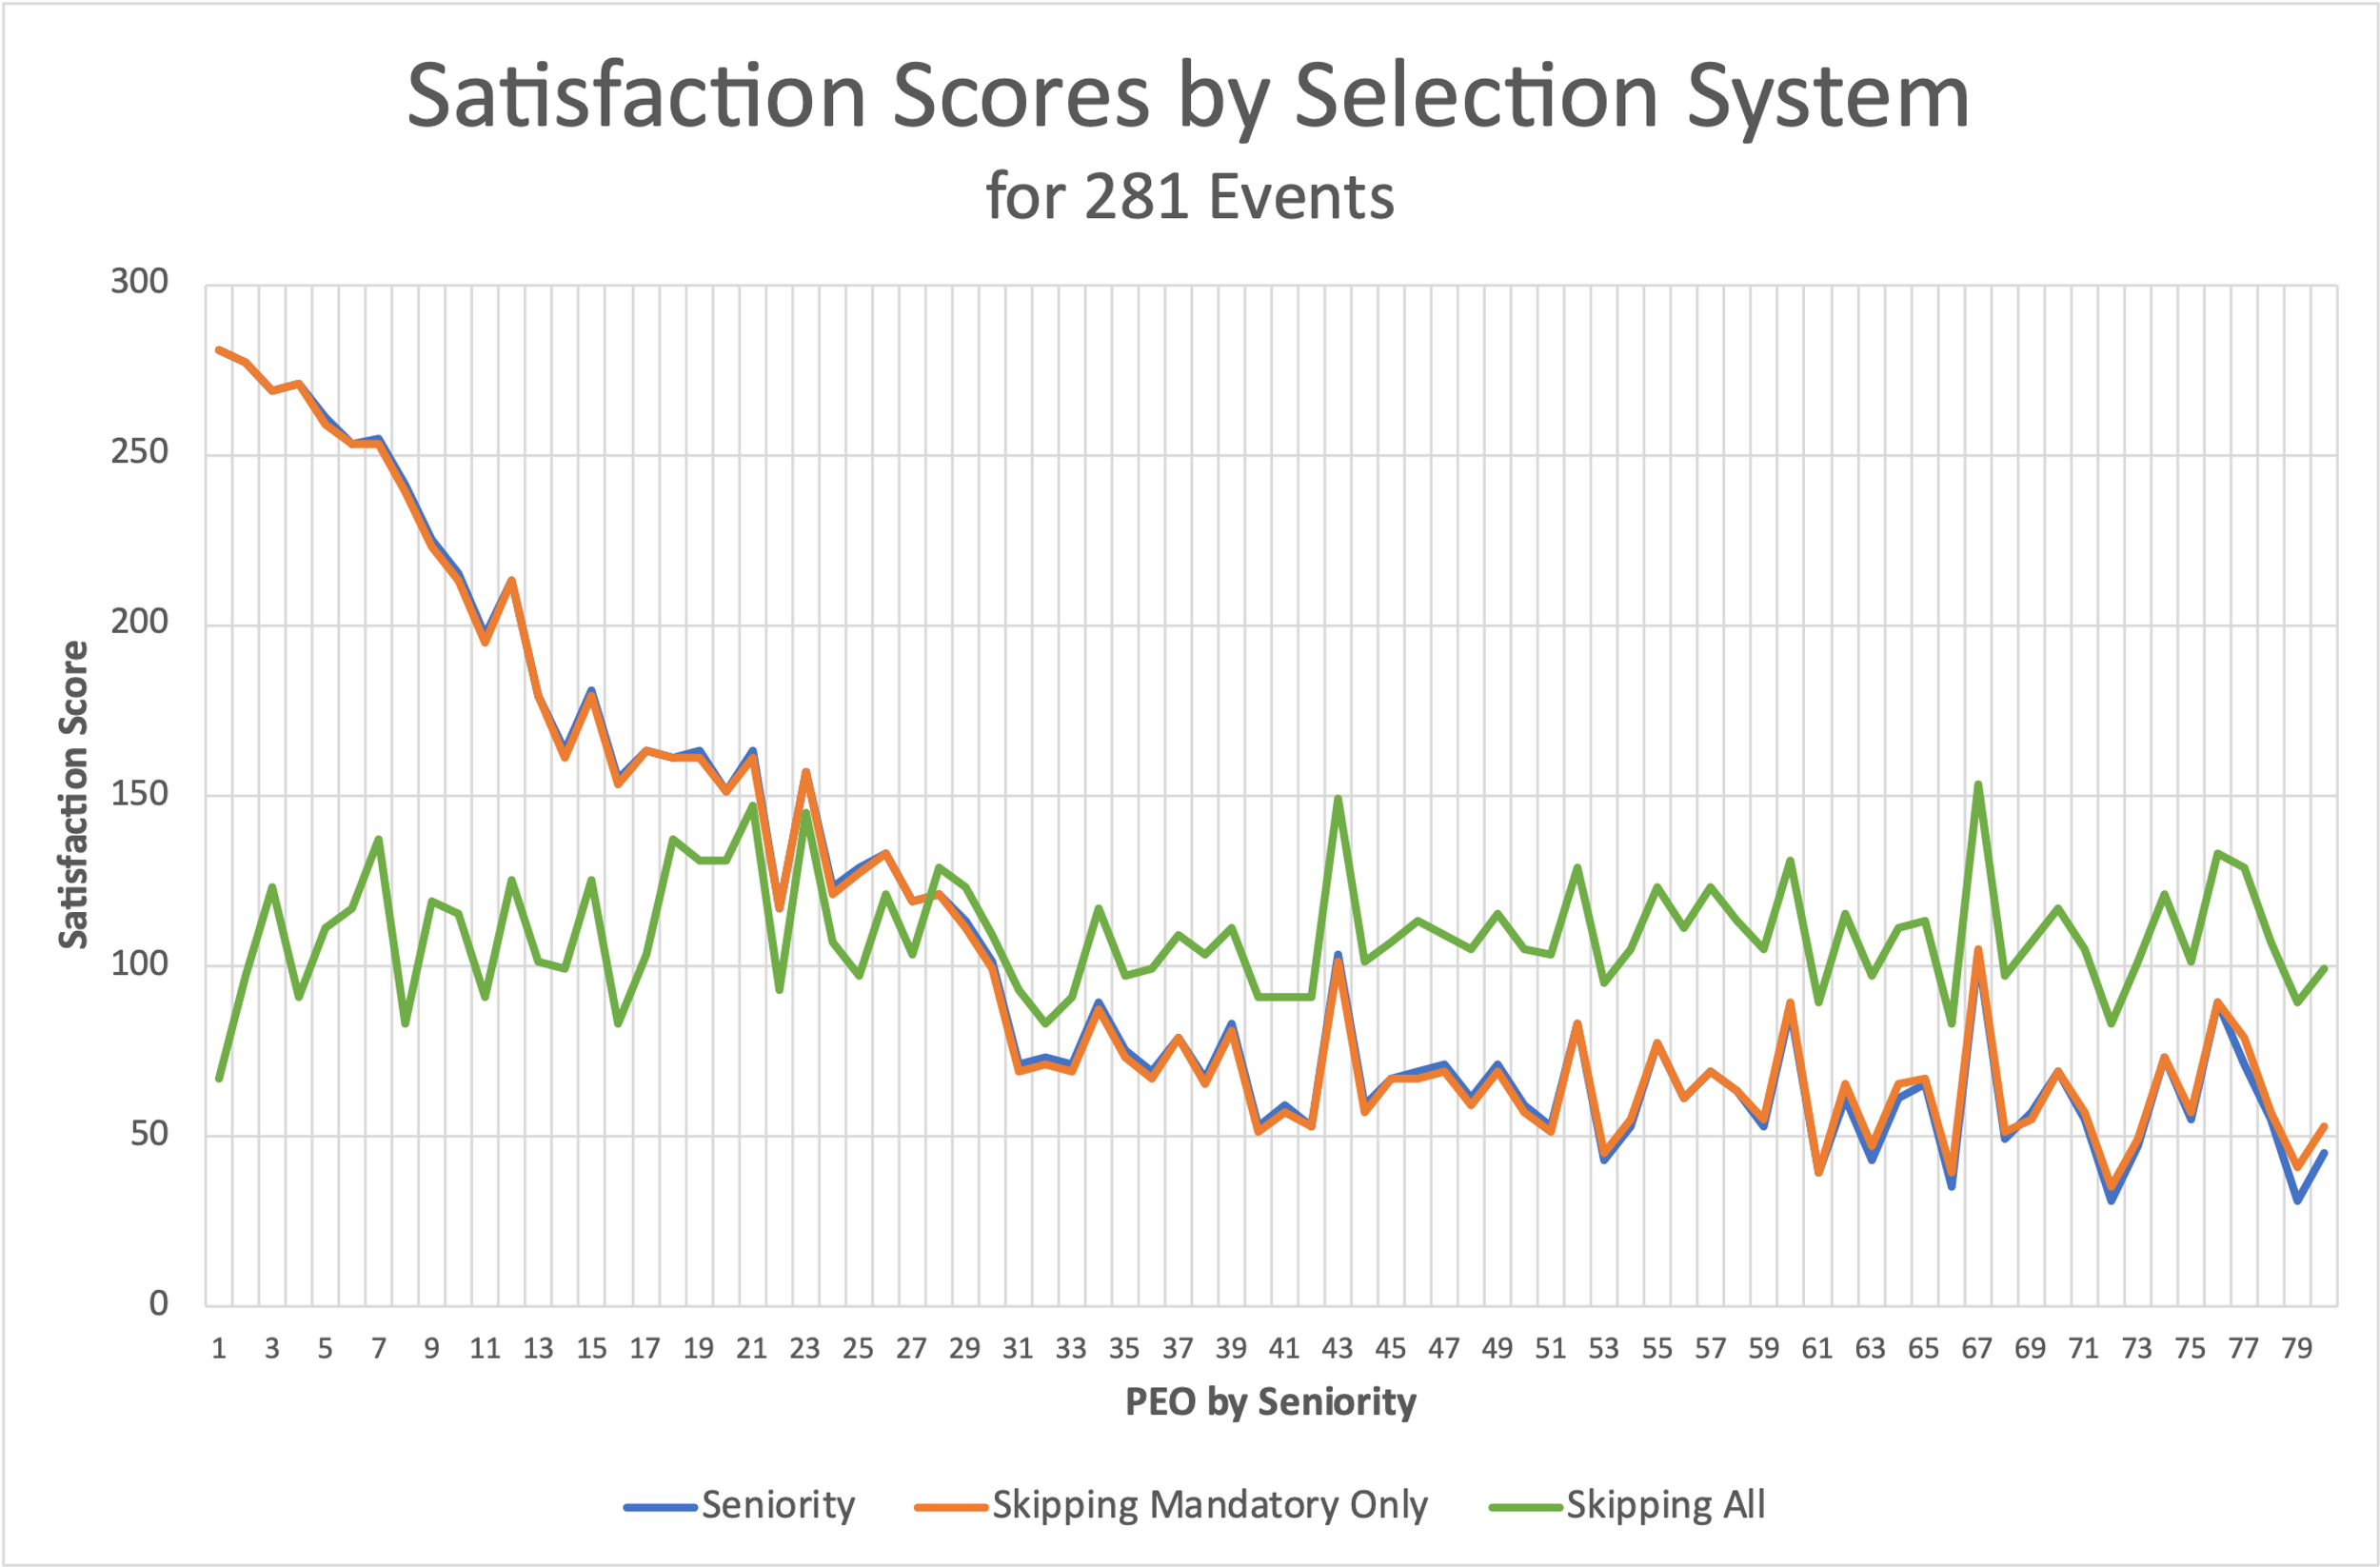 Satisfaction Scores by Selection System
for 281 Events
300
250
200
150
100
50
0
Satisfaction Score
1 3 5 7 9 11 13 15 17 19 21 23 25 27 29 31 33 35 37 39 41 43 45 47 49 51 53 55 57 59 61 63 65 67 69 71 73 75 77 79
PEO by Seniority
Seniority Skipping Mandatory Only Skipping All